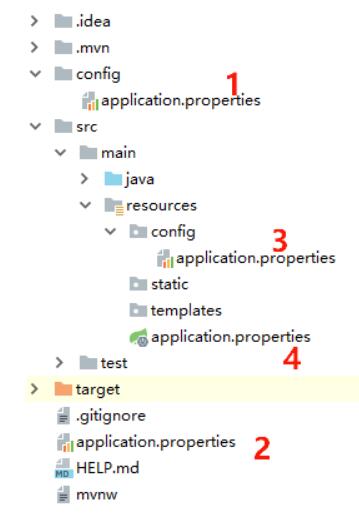 .idea
.mvn
config
1
application.properties
src
main
java
resources
config
3
application.properties
static
templates
application.properties
4
test
target
.gitignore
application.properties 2
MD HELP.md
mvnw